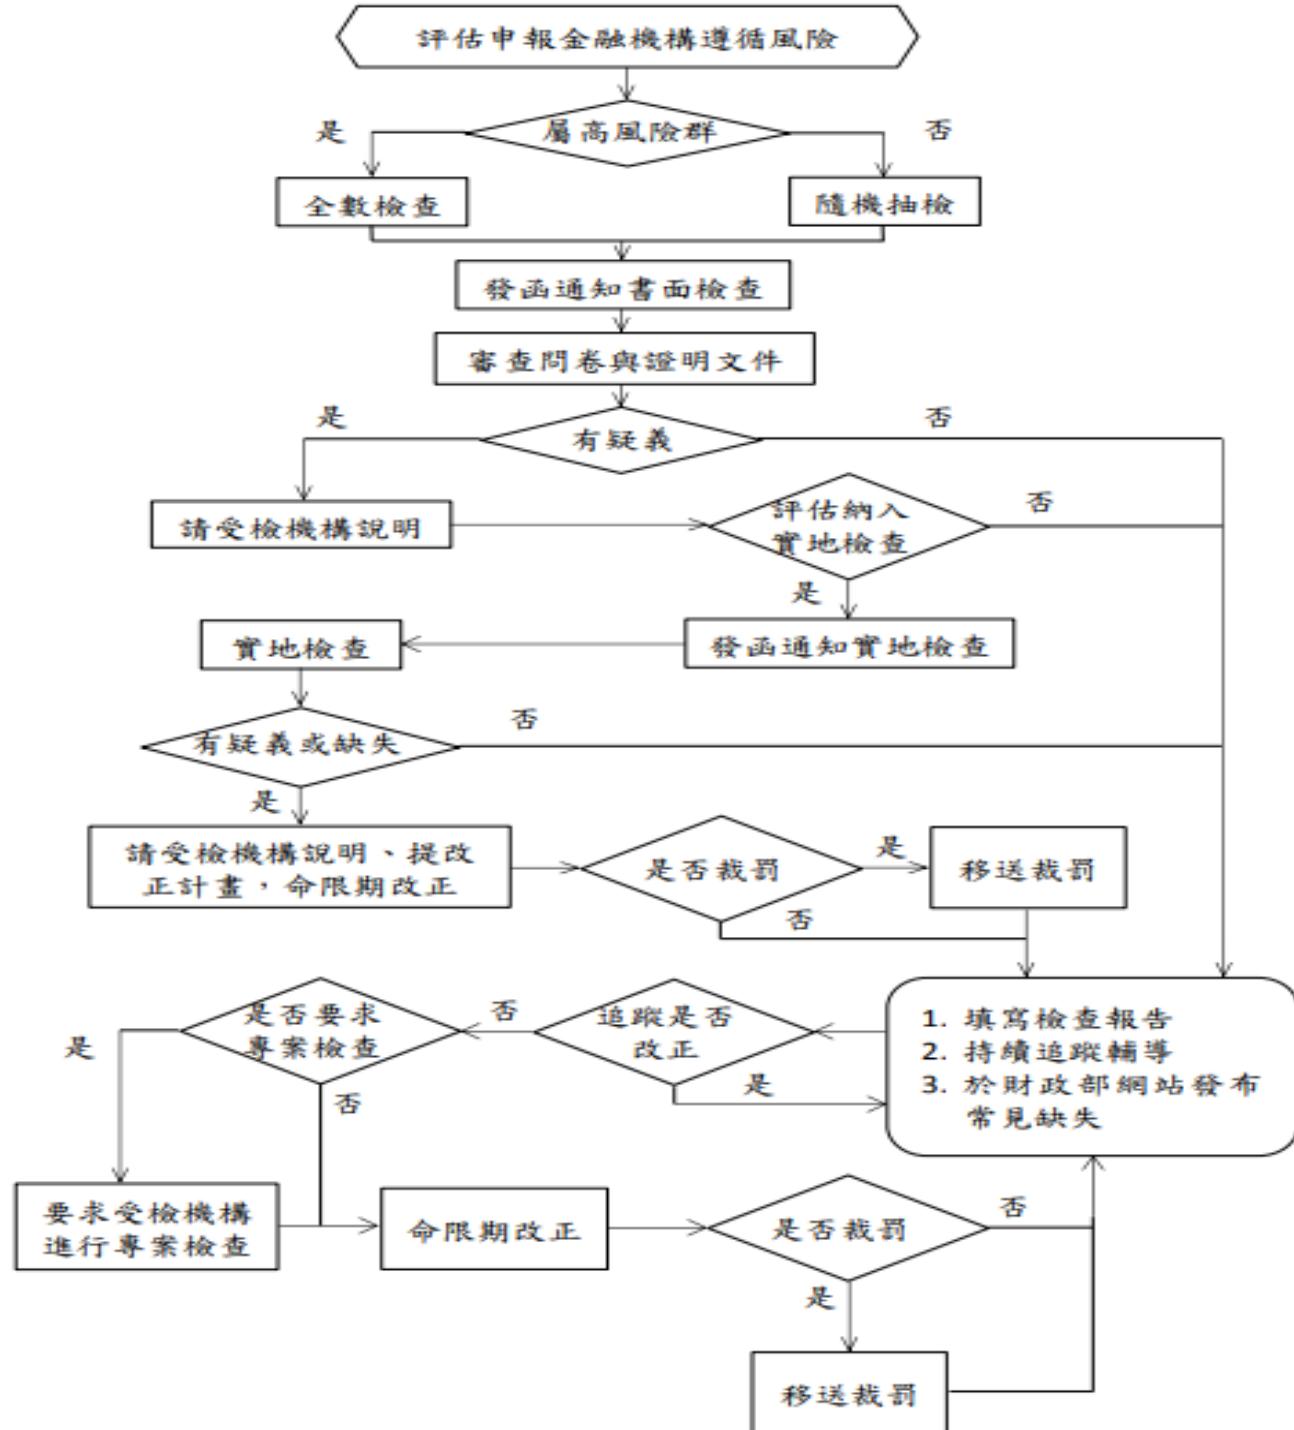 評估申報金融機構遵循風險
屬高風險群
是
否
全數檢查
隨機抽檢
發函通知書面檢查
審查問卷與證明文件
是
有疑義
否
請受檢機構說明
評估納入
實地檢查
否
是
實地檢查
發函通知實地檢查
有疑義或缺失
否
是
請受檢機構說明、提改
正計畫，命限期改正
是否裁罰
是
移送裁罰
否
是否要求
專案檢查
否
追蹤是否
改正
是
是
否
1. 填寫檢查報告
2. 持續追蹤輔導
3. 於財政部網站發布
常見缺失
要求受檢機構
進行專案檢查
命限期改正
是否裁罰
否
是
移送裁罰